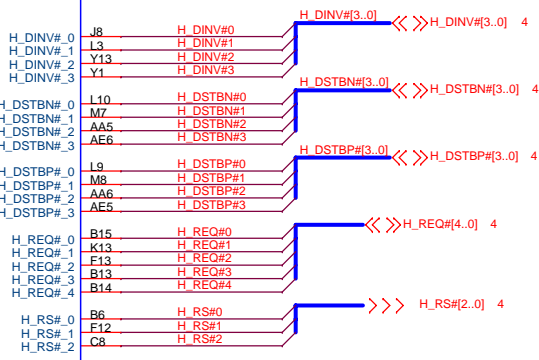 H_DINV#[3..0]
H_DINV#_0 J8 H_DINV#0 H_DINV#[3..0] 4
H_DINV#_1 L3 H_DINV#1
H_DINV#_2 Y13 H_DINV#2
H_DINV#_3 Y1 H_DINV#3
H_DSTBN#[3..0] H_DSTBN#[3..0] 4
H_DSTBN#_0 L10 H_DSTBN#0
H_DSTBN#_1 M7 H_DSTBN#1
H_DSTBN#_2 AA5 H_DSTBN#2
H_DSTBN#_3 AE6 H_DSTBN#3
H_DSTBP#[3..0] H_DSTBP#[3..0] 4
H_DSTBP#_0 L9 H_DSTBP#0
H_DSTBP#_1 M8 H_DSTBP#1
H_DSTBP#_2 AA6 H_DSTBP#2
H_DSTBP#_3 AE5 H_DSTBP#3
H_REQ#[4..0] 4
H_REQ#_0 B15 H_REQ#0
H_REQ#_1 K13 H_REQ#1
H_REQ#_2 F13 H_REQ#2
H_REQ#_3 B13 H_REQ#3
H_REQ#_4 B14 H_REQ#4
H_RS#[2..0] 4
H_RS#_0 B6 H_RS#0
H_RS#_1 F12 H_RS#1
H_RS#_2 C8 H_RS#2